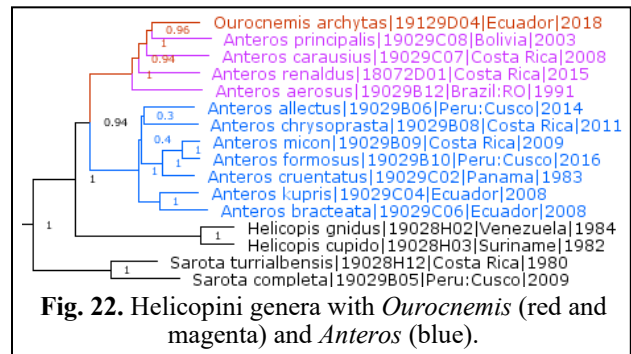 Ourocnemis archytas|19129D04|Ecuador|2018
0.96
Anteros principalis|19029C08|Bolivia|2003
1
Anteros carausius|19029C07|Costa Rica|2008
0.94
Anteros renaldus|18072D01|Costa Rica|2015
1
Anteros aerosus|19029B12|Brazil:RO|1991
Anteros allectus|19029B06|Peru:Cusco|2014
0.3
0.94
Anteros chrysoprasta|19029B08|Costa Rica|2011
0.4
Anteros micon|19029B09|Costa Rica|2009
1
1
Anteros formosus|19029B10|Peru:Cusco|2016
1
Anteros cruentatus|19029C02|Panama|1983
Anteros kupris|19029C04|Ecuador|2008
1
Anteros bracteata|19029C06|Ecuador|2008
1
Helicopis gnidus|19028H02|Venezuela|1984
1
Helicopis cupido|19028H03|Suriname|1982
Sarota turrialbensis|19028H12|Costa Rica|1980
1
Sarota completa|19029B05|Peru:Cusco|2009
Fig. 22. Helicopini genera with Ourocnemis (red and
magenta) and Anteros (blue).